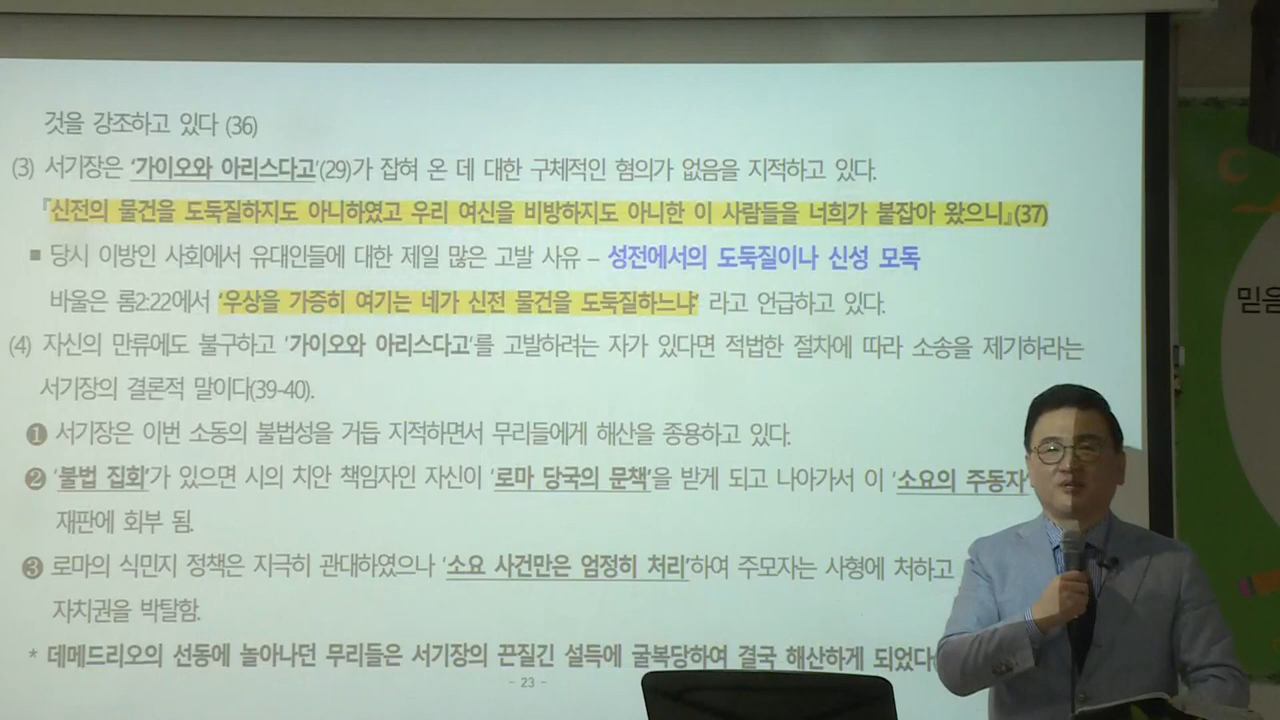 것을 강조하고 있다 (36)
(3) 서기장은 '가이오와 아리스다고'(29)가 잡혀 온 데 대한 구체적인 혐의가 없음을 지적하고 있다.
『신전의 물건을 도둑질하지도 아니하였고 우리 여신을 비방하지도 아니한 이 사람들을 너희가 붙잡아 왔으니』(37)
■ 당시 이방인 사회에서 유대인들에 대한 제일 많은 고발 사유 – 성전에서의 도둑질이나 신성 모독
바울은 롬2:22에서 '우상을 가증히 여기는 네가 신전 물건을 도둑질하느냐' 라고 언급하고 있다.
(4) 자신의 만류에도 불구하고 '가이오와 아리스다고'를 고발하려는 자가 있다면 적법한 절차에 따라 소송을 제기하라는
서기장의 결론적 말이다(39-40).
❶ 서기장은 이번 소동의 불법성을 거듭 지적하면서 무리들에게 해산을 종용하고 있다.
❷ '불법 집회'가 있으면 시의 치안 책임자인 자신이 '로마 당국의 문책'을 받게 되고 나아가서 이 '소요의 주동자'
재판에 회부 됨.
❸ 로마의 식민지 정책은 지극히 관대하였으나 '소요 사건만은 엄정히 처리'하여 주모자는 사형에 처하고
자치권을 박탈함.
* 데메드리오의 선동에 놀아나던 무리들은 서기장의 끈질긴 설득에 굴복당하여 결국 해산하게 되었다(
- 23 -
믿음